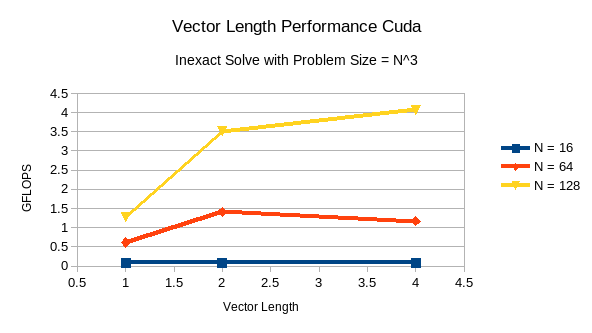 Vector Length Performance Cuda
Inexact Solve with Problem Size = N^3
GFLOPS
4.5
4
3.5
3
2.5
2
1.5
1
0.5
0
0.5 1 1.5 2 2.5 3 3.5 4 4.5
Vector Length
N = 16
N = 64
N = 128